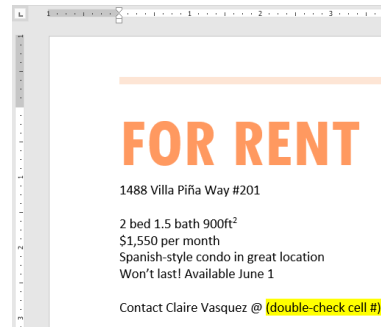 FOR RENT
1488 Villa Piña Way #201
2 bed 1.5 bath 900ft²
$1,550 per month
Spanish-style condo in great location
Won't last! Available June 1
Contact Claire Vasquez @ (double-check cell #)